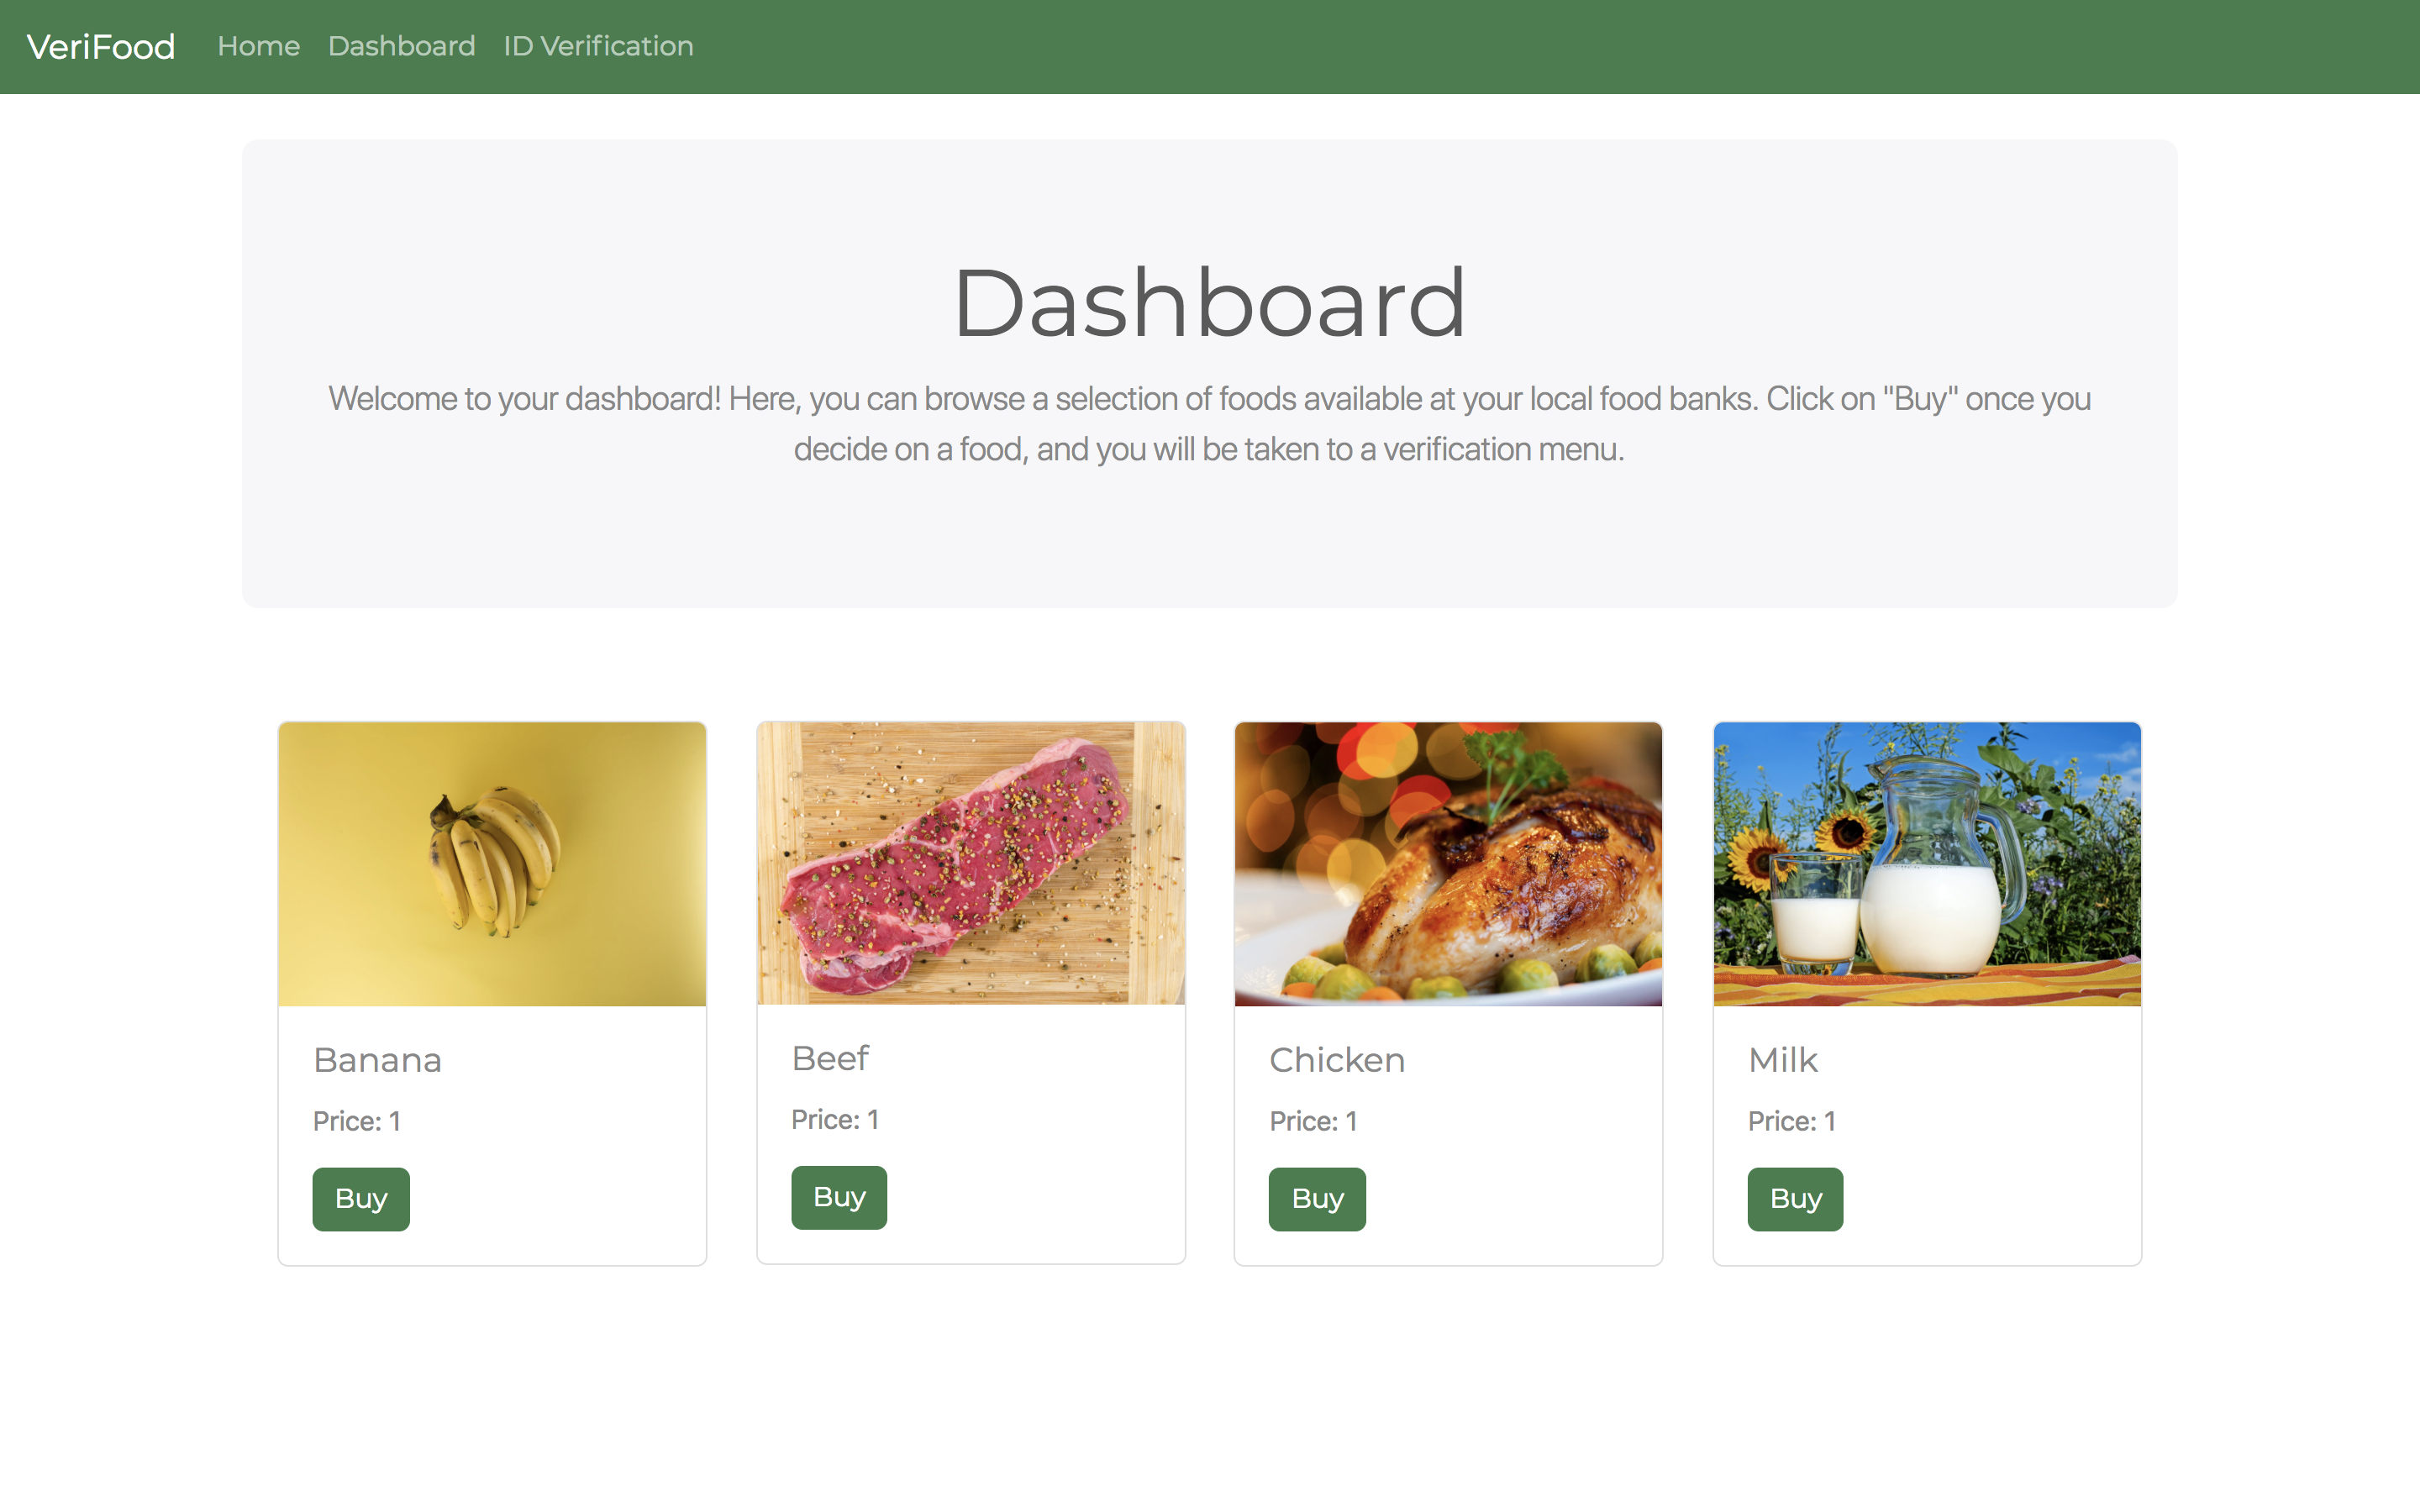 VeriFood Home Dashboard ID Verification
Dashboard
Welcome to your dashboard! Here, you can browse a selection of foods available at your local food banks. Click on "Buy" once you
decide on a food, and you will be taken to a verification menu.
Banana
Price: 1
Buy
Beef
Price: 1
Buy
Chicken
Price: 1
Buy
Milk
Price: 1
Buy